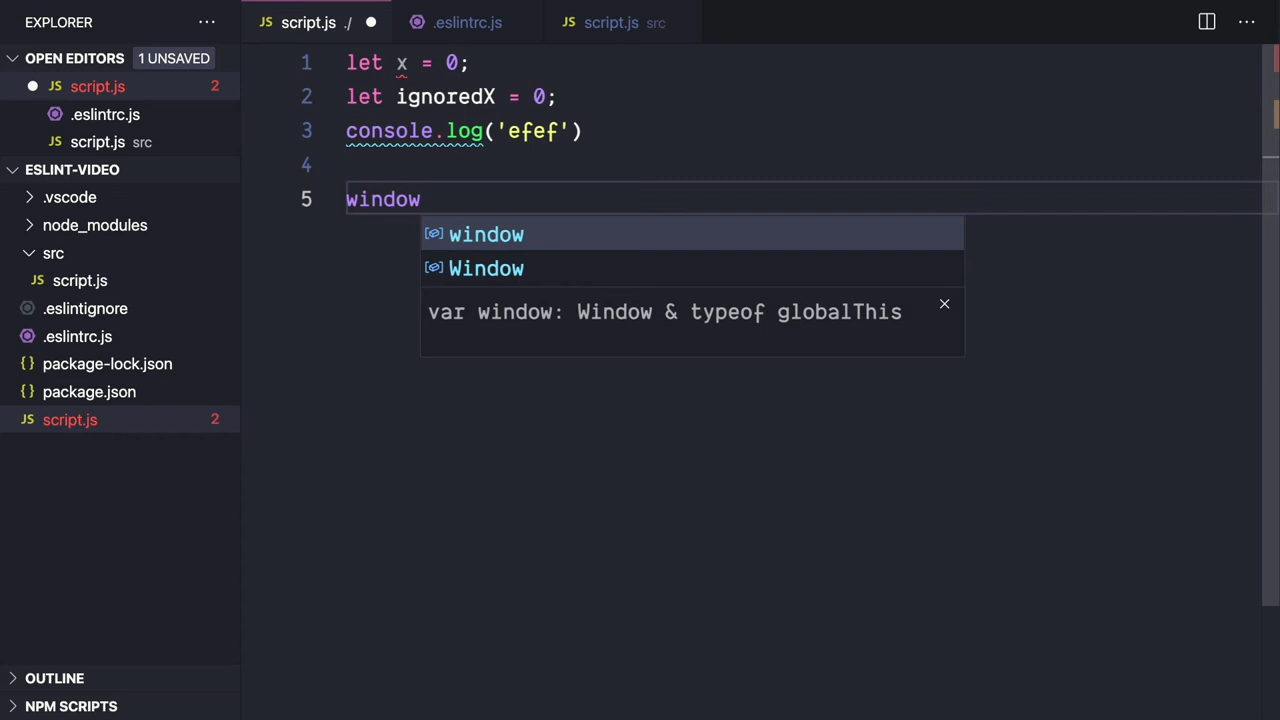 EXPLORER
OPEN EDITORS 1 UNSAVED
JS script.js 2
.eslintrc.js
JS script.js src
ESLINT-VIDEO
.vscode
node_modules
src
JS script.js
.eslintignore
.eslintrc.js
{} package-lock.json
{} package.json
JS script.js 2
OUTLINE
NPM SCRIPTS
JS script.js ./ .eslintrc.js JS script.js src
1 let x = 0;
2 let ignoredX = 0;
3 console.log('efef')
4
5 window
window
Window
var window: Window & typeof globalThis